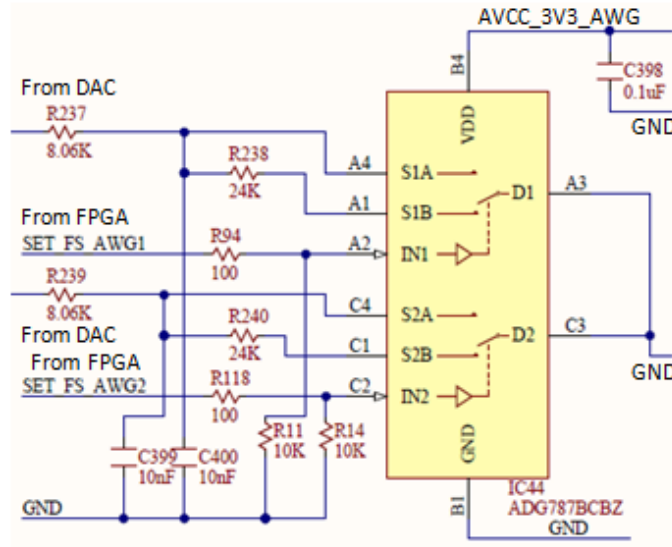 AVCC_3V3_AWG
B4
C398
0.1uF
GND
From DAC
R237
8.06K
VDD
R238
24K
A4
S1A
A1
S1B
D1
A3
From FPGA
SET_FS_AWG1
R94
100
A2
IN1
R239
8.06K
C4
S2A
From DAC
R240
24K
C1
S2B
D2
C3
From FPGA
GND
SET_FS_AWG2
R118
100
C2
IN2
C399
10nF
C400
10nF
R11
10K
R14
10K
GND
GND
B1
IC44
ADG787BCBZ
GND